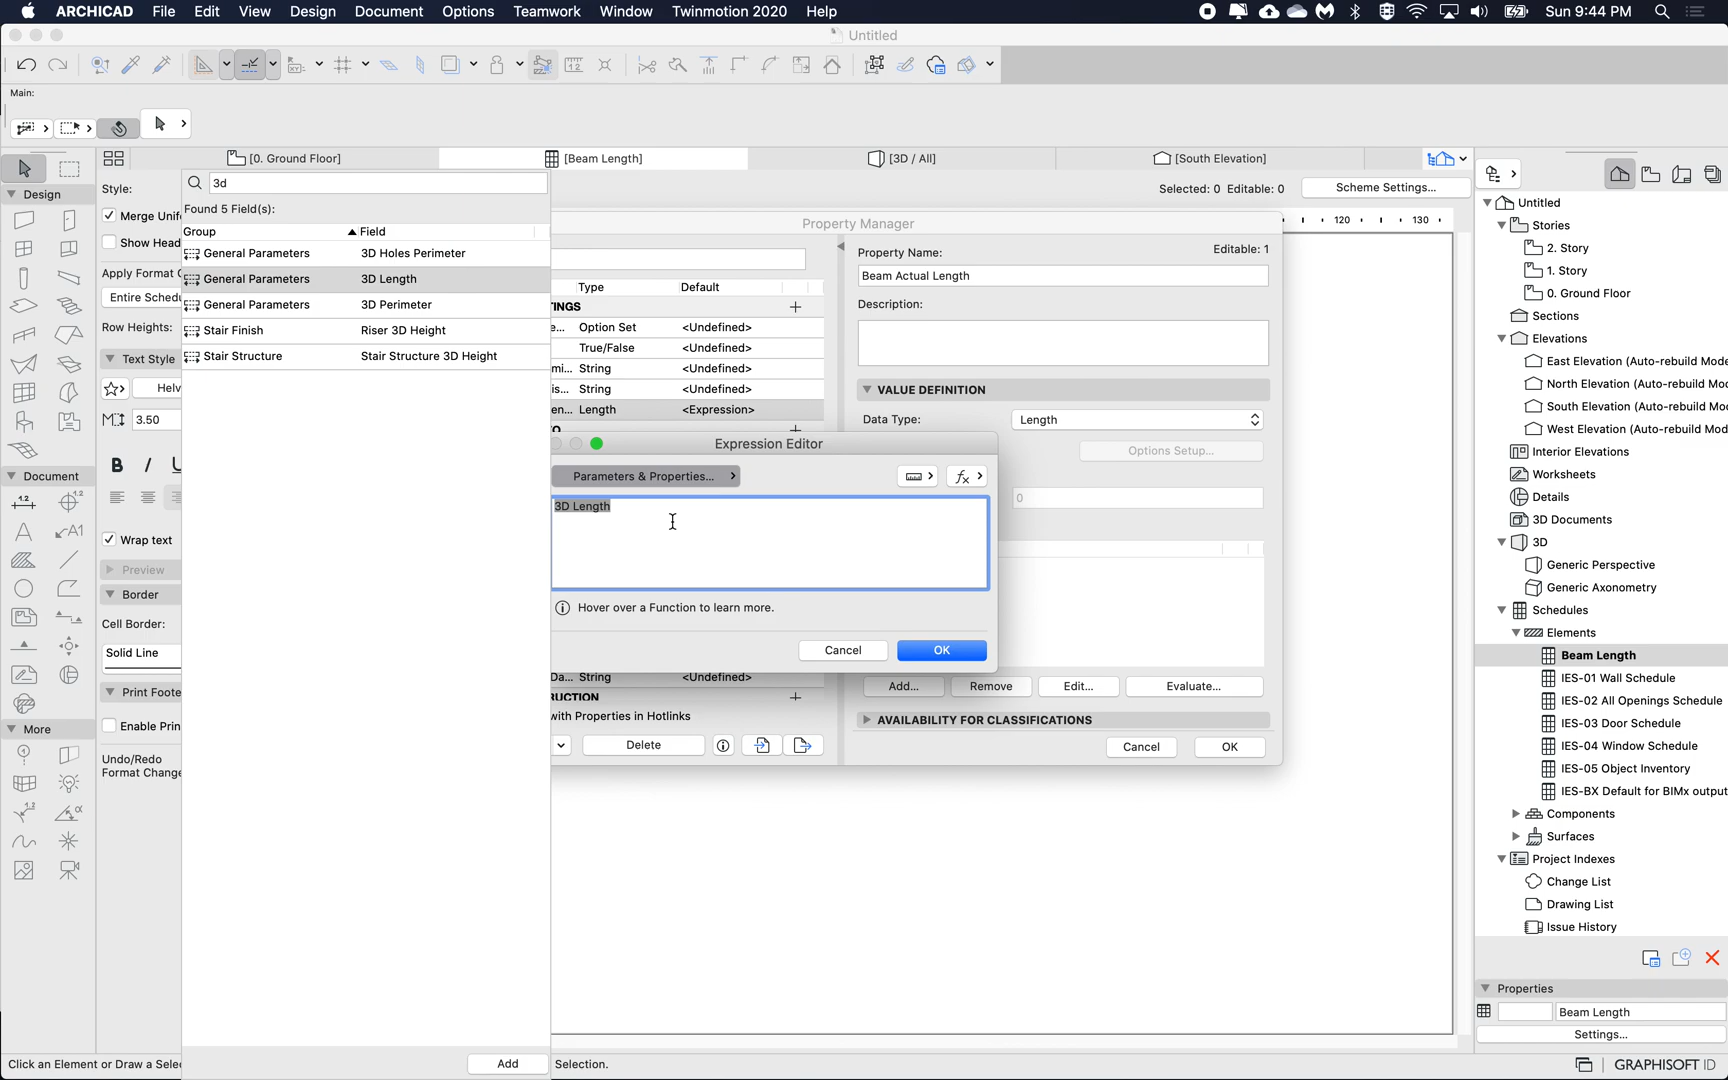 ARCHICAD File Edit View Design Document Options Teamwork Window Twinmotion 2020 Help
Sun 9:44 PM
Untitled
Main:
[0. Ground Floor]
[Beam Length]
[3D / All]
[South Elevation]
Design
Style:
Merge Unif
Show Head
Apply Format C
Entire Schedu
Row Heights:
Text Style
Helv
3.50
B I U
Document
Wrap text
Preview
Border
Cell Border:
Solid Line
Print Foote
Enable Prin
More
Undo/Redo
Format Change
3d
Found 5 Field(s):
Group Field
General Parameters 3D Holes Perimeter
General Parameters 3D Length
General Parameters 3D Perimeter
Stair Finish Riser 3D Height
Stair Structure Stair Structure 3D Height
Add
Selected: 0 Editable: 0
Scheme Settings...
120 130
Property Manager
Type Default
TINGS
e... Option Set <Undefined>
True/False <Undefined>
mi... String <Undefined>
is... String <Undefined>
en... Length <Expression>
Da... String <Undefined>
RUCTION
with Properties in Hotlinks
Delete
Property Name:
Editable: 1
Beam Actual Length
Description:
VALUE DEFINITION
Data Type:
Length
Options Setup...
0
Add...
Remove
Edit...
Evaluate...
AVAILABILITY FOR CLASSIFICATIONS
Cancel
OK
Expression Editor
Parameters & Properties...
fx
3D Length
Hover over a Function to learn more.
Cancel
OK
Untitled
Stories
2. Story
1. Story
0. Ground Floor
Sections
Elevations
East Elevation (Auto-rebuild Mode
North Elevation (Auto-rebuild Mo
South Elevation (Auto-rebuild Mo
West Elevation (Auto-rebuild Mod
Interior Elevations
Worksheets
Details
3D Documents
3D
Generic Perspective
Generic Axonometry
Schedules
Elements
Beam Length
IES-01 Wall Schedule
IES-02 All Openings Schedule
IES-03 Door Schedule
IES-04 Window Schedule
IES-05 Object Inventory
IES-BX Default for BIMx output
Components
Surfaces
Project Indexes
Change List
Drawing List
Issue History
Properties
Beam Length
Settings...
Click an Element or Draw a Selec
Selection.
GRAPHISOFT ID